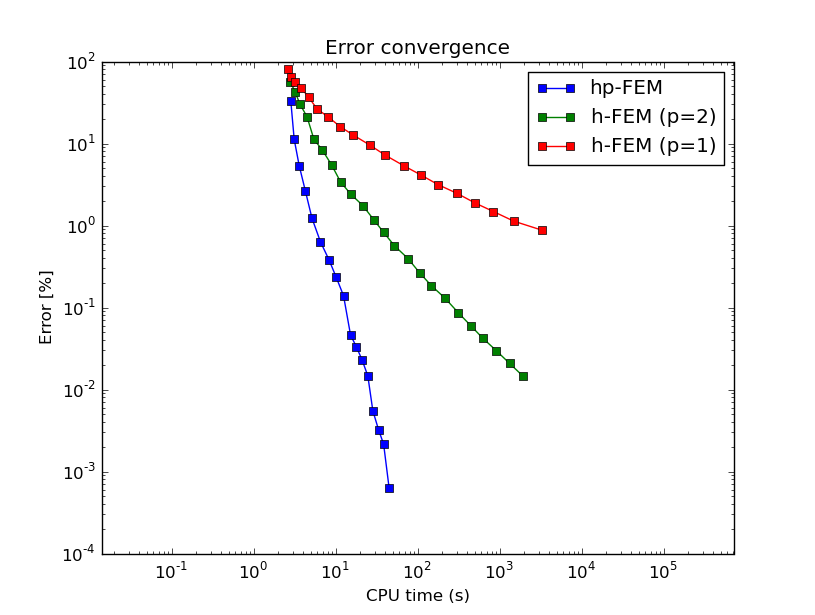 Error convergence
hp-FEM
h-FEM (p=2)
h-FEM (p=1)
Error [%]
10^2
10^1
10^0
10^-1
10^-2
10^-3
10^-4
10^-1 10^0 10^1 10^2 10^3 10^4 10^5
CPU time (s)